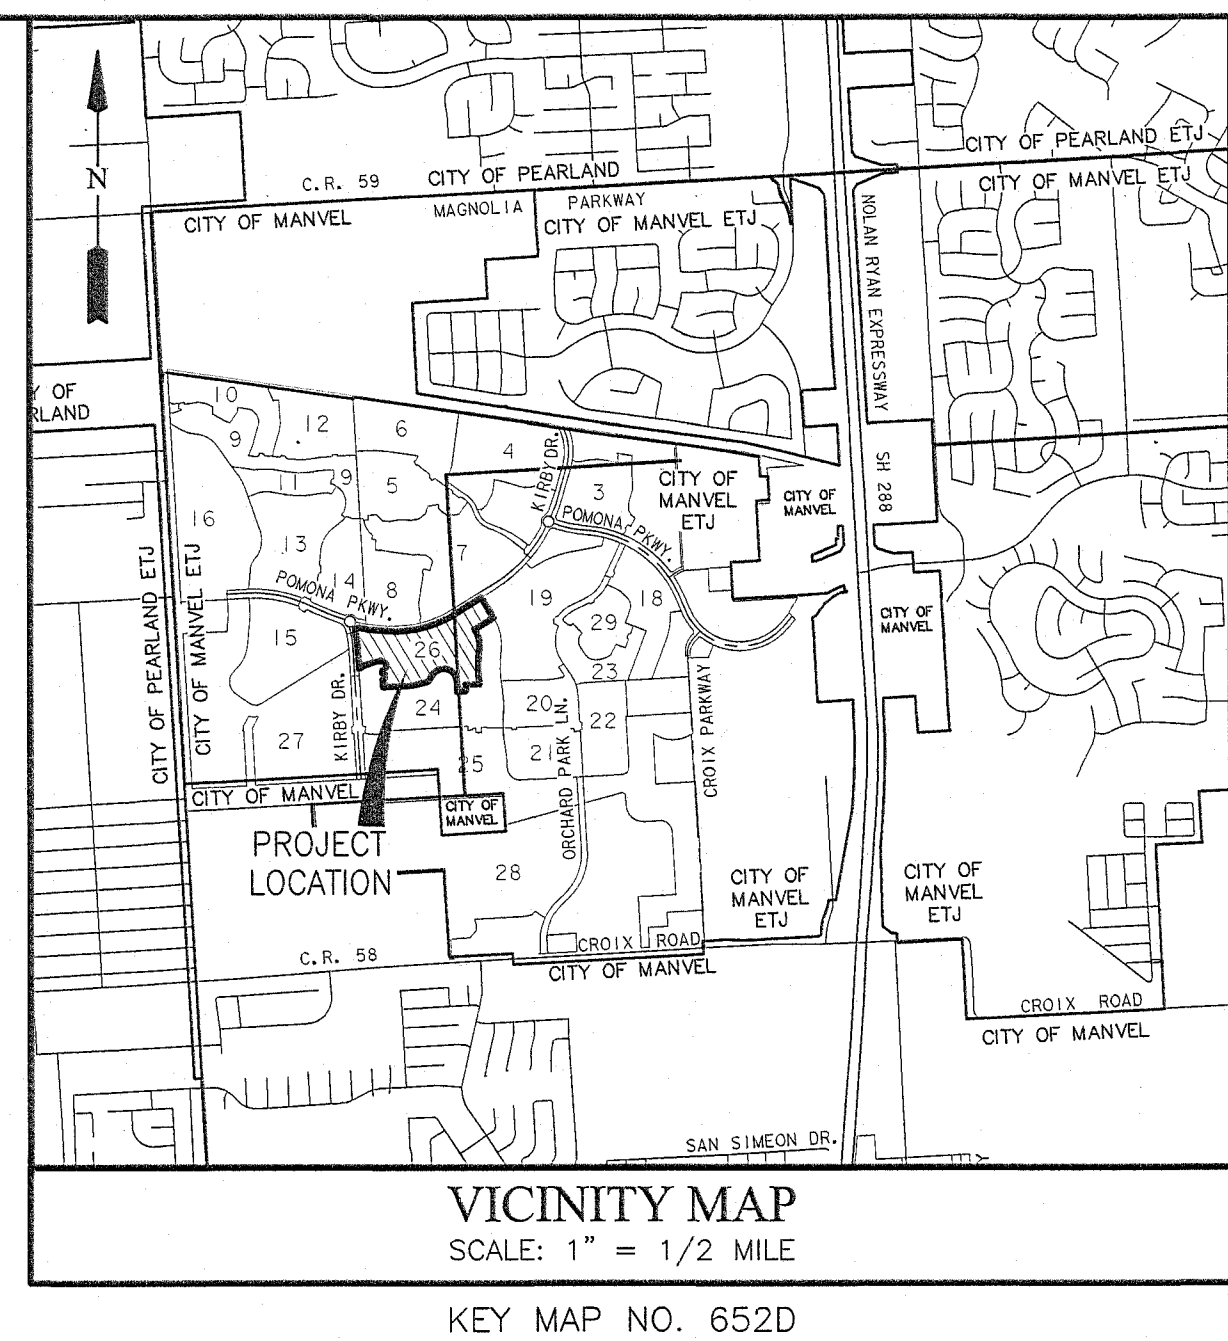 CITY OF PEARLAND ETJ
CITY OF MANVEL ETJ
N
C.R. 59
CITY OF PEARLAND
CITY OF MANVEL
MAGNOLIA PARKWAY
CITY OF MANVEL ETJ
NOLAN RYAN EXPRESSWAY
Y OF
RLAND
10
12
6
9
4
KIRBY DR.
CITY OF
MANVEL
ETJ
SH 288
11
9
5
3
CITY OF
MANVEL
16
POMONA PKWY.
13
7
CITY OF PEARLAND ETJ
CITY OF MANVEL ETJ
14
8
POMONA PKWY.
19
18
29
CITY OF
MANVEL
15
26
23
KIRBY DR.
24
20
22
CROIX PARKWAY
27
25
21
ORCHARD PARK LN.
CITY OF MANVEL
CITY OF
MANVEL
PROJECT
LOCATION
28
CITY OF
MANVEL
ETJ
CITY OF
MANVEL
ETJ
C.R. 58
CROIX ROAD
CITY OF MANVEL
CROIX ROAD
CITY OF MANVEL
SAN SIMEON DR.
VICINITY MAP
SCALE: 1" = 1/2 MILE
KEY MAP NO. 652D